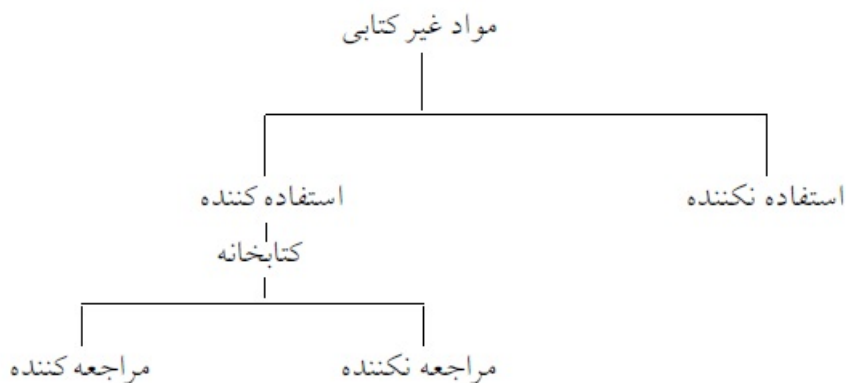 مواد غیر کتابی
استفاده نکننده
استفاده کننده
کتابخانه
مراجعه نکننده
مراجعه کننده